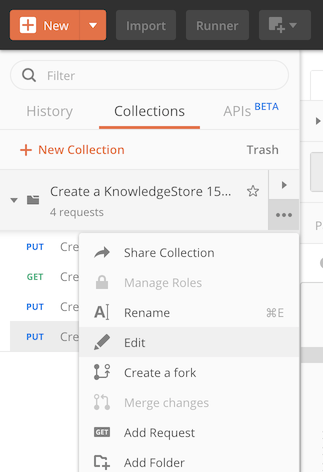 New Import Runner
Filter
History Collections APIs BETA
+ New Collection Trash
Create a KnowledgeStore 15...
4 requests
PUT Cre
GET Cre
PUT Cre
PUT Cre
Share Collection
Manage Roles
Rename ⌘E
Edit
Create a fork
Merge changes
GET Add Request
Add Folder